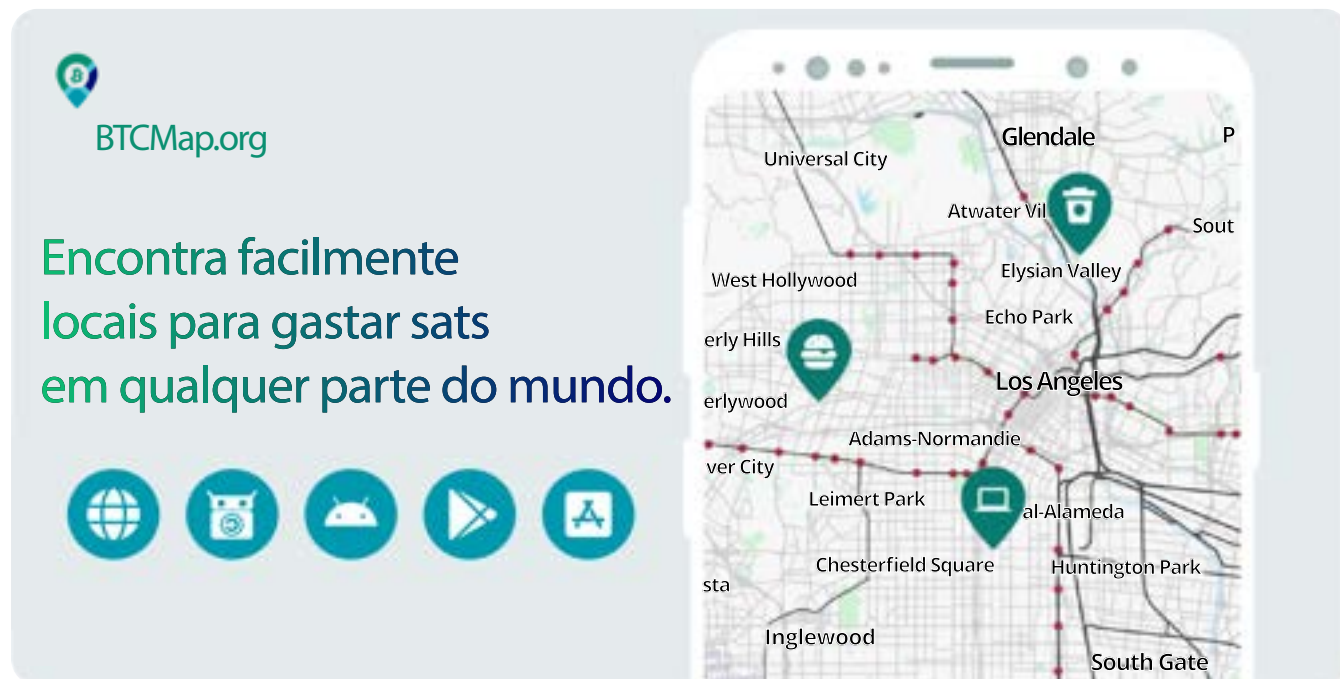 BTCMap.org
Encontra facilmente
locais para gastar sats
em qualquer parte do mundo.
Glendale
P
Universal City
Atwater Vil
Sout
Elysian Valley
West Hollywood
Echo Park
erly Hills
Los Angeles
erlywood
Adams-Normandie
ver City
Leimert Park
al-Alameda
Chesterfield Square
Huntington Park
sta
Inglewood
South Gate